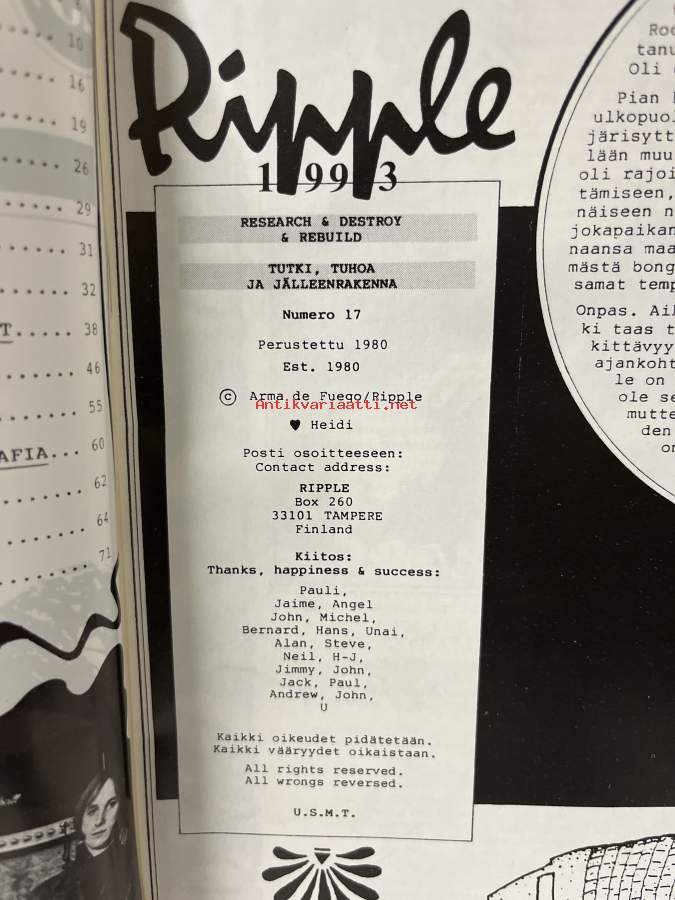 10
16
19
26
29
31
32
T..... 38
46
55
AFIA... 60
62
64
71
Ripple
1993
RESEARCH & DESTROY
& REBUILD
TUTKI, TUHOA
JA JÄLLEENRAKENNA
Numero 17
Perustettu 1980
Est. 1980
© Arma de Fuego/Ripple
Antikvariaatti.net
♥ Heidi
Posti osoitteeseen:
Contact address:
RIPPLE
Box 260
33101 TAMPERE
Finland
Kiitos:
Thanks, happiness & success:
Pauli,
Jaime, Angel
John, Michel,
Bernard, Hans, Unai,
Alan, Steve,
Neil, H-J,
Jimmy, John,
Jack, Paul,
Andrew, John,
U
Kaikki oikeudet pidätetään.
Kaikki vääryydet oikaistaan.
All rights reserved.
All wrongs reversed.
U.S.M.T.
Roc
tanu
Oli
Pian
ulkopuol
järisytt
lään muu
oli rajoi
tämiseen,
näiseen n
jokapaikan
naansa maa
mästä bong
samat temp
Onpas. Ail
ki taas t
kittävyy
ajankoht
le on
ole se
mutte
den
on